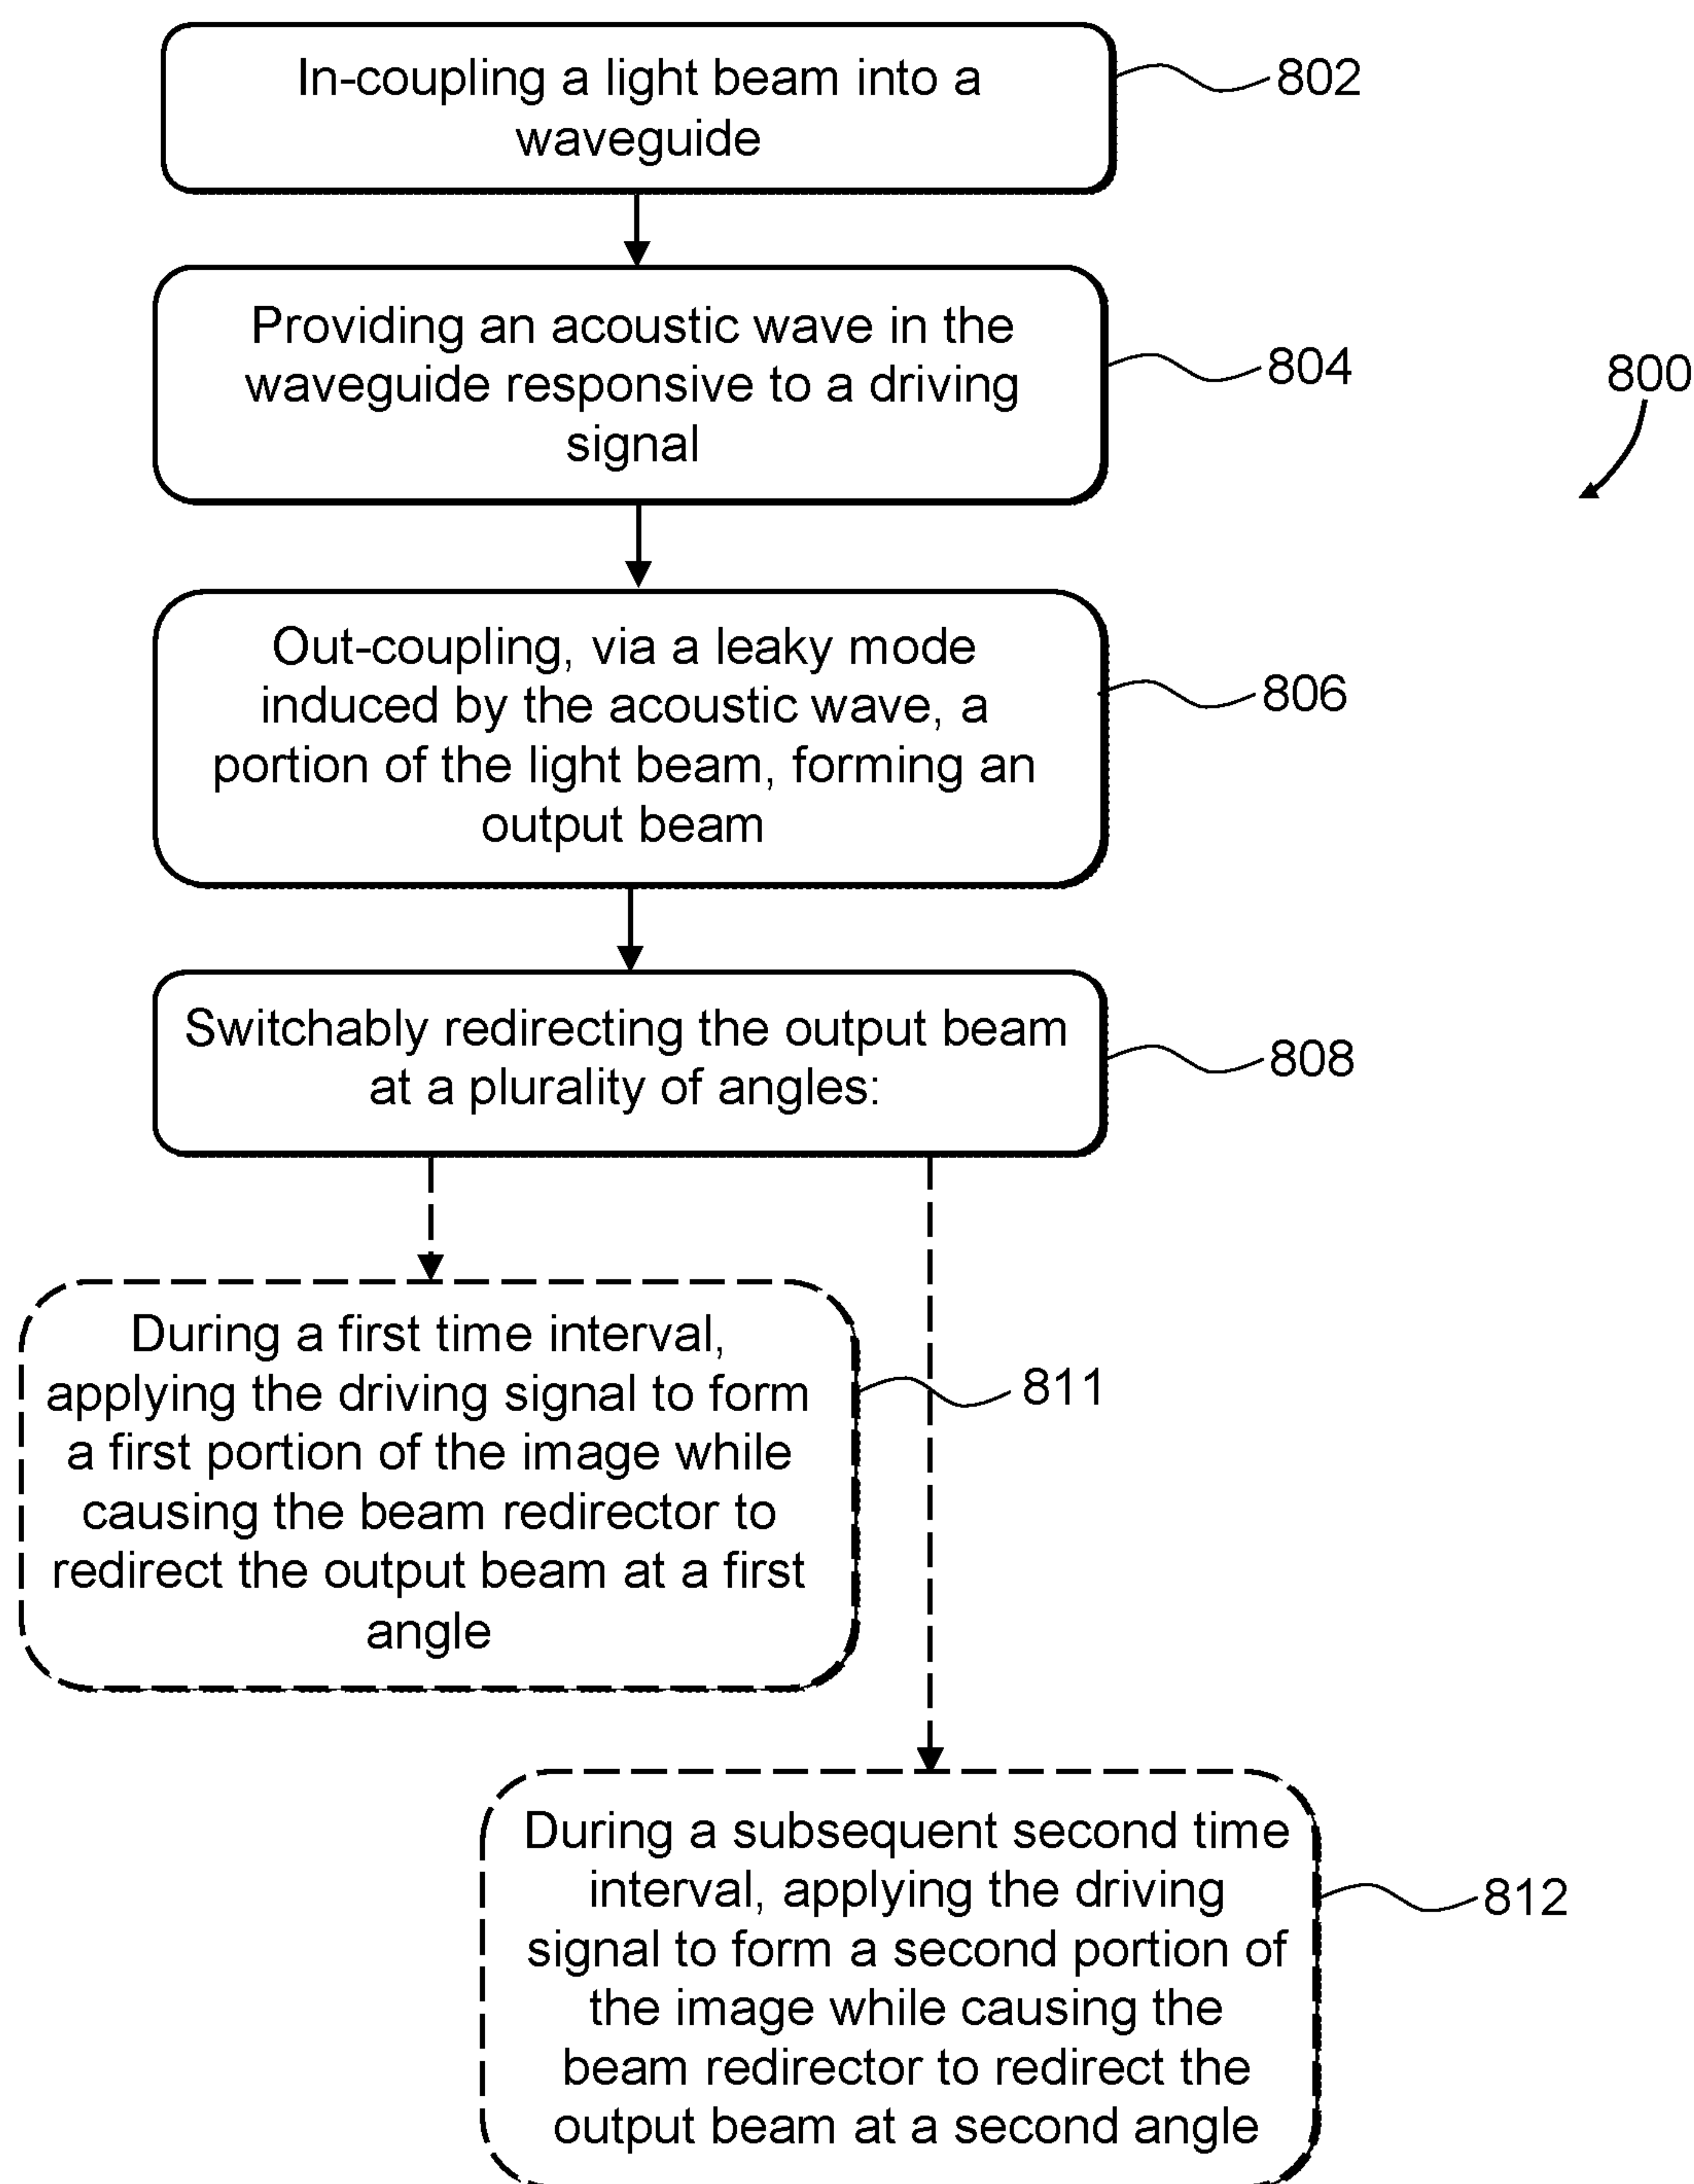 In-coupling a light beam into a
waveguide
802
Providing an acoustic wave in the
waveguide responsive to a driving
signal
804
800
Out-coupling, via a leaky mode
induced by the acoustic wave, a
portion of the light beam, forming an
output beam
806
Switchably redirecting the output beam
at a plurality of angles:
808
During a first time interval,
applying the driving signal to form
a first portion of the image while
causing the beam redirector to
redirect the output beam at a first
angle
811
During a subsequent second time
interval, applying the driving
signal to form a second portion of
the image while causing the
beam redirector to redirect the
output beam at a second angle
812